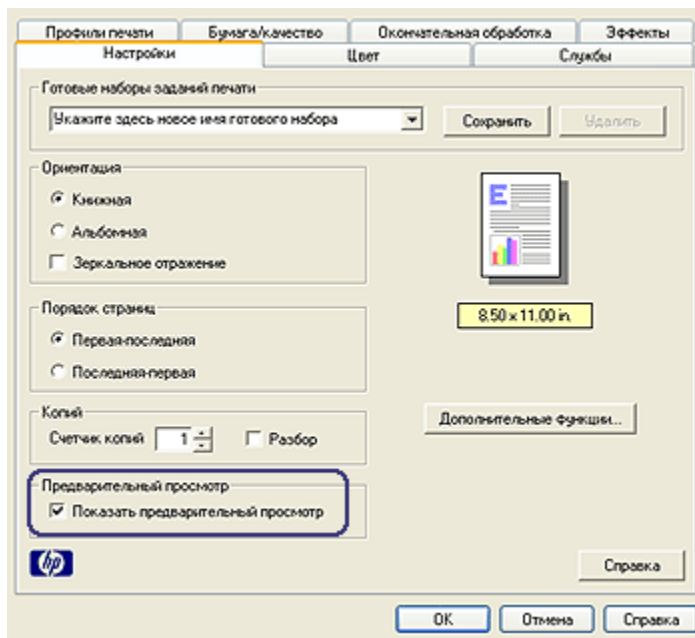 Профили печати
Бумага/качество
Окончательная обработка
Эффекты
Настройки
Цвет
Службы
Готовые наборы заданий печати
Укажите здесь новое имя готового набора
Сохранить
Удалить
Ориентация
Книжная
Альбомная
Зеркальное отражение
8.50 x 11.00 in.
Порядок страниц
Первая-последняя
Последняя-первая
Дополнительные функции...
Копий
Счетчик копий
1
Разбор
Предварительный просмотр
Показать предварительный просмотр
hp
Справка
OK
Отмена
Справка